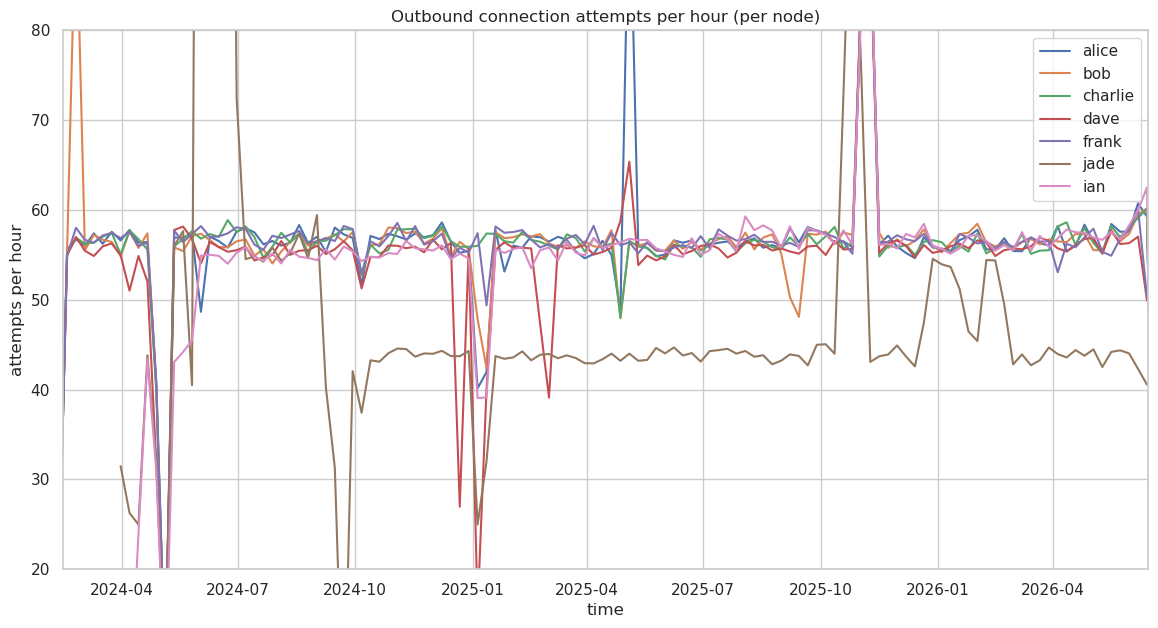 Outbound connection attempts per hour (per node)
80
70
60
50
40
30
20
attempts per hour
2024-04
2024-07
2024-10
2025-01
2025-04
2025-07
2025-10
2026-01
2026-04
time
alice
bob
charlie
dave
frank
jade
ian